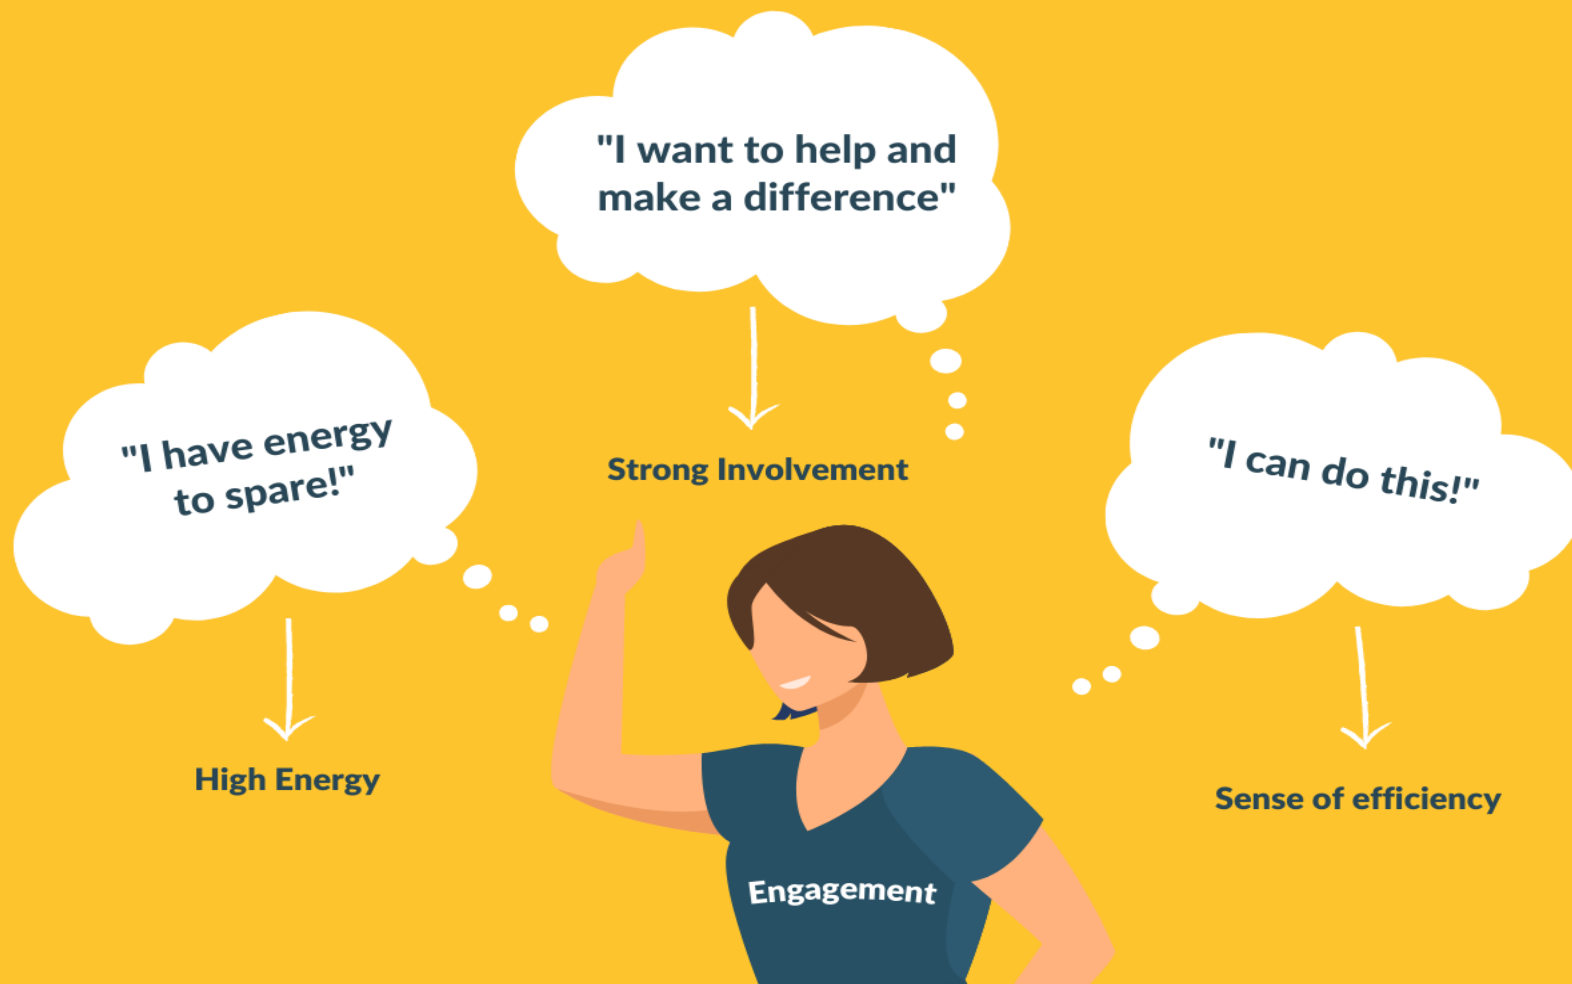 "I want to help and
make a difference"
Strong Involvement
"I have energy
to spare!"
High Energy
"I can do this!"
Sense of efficiency
Engagement